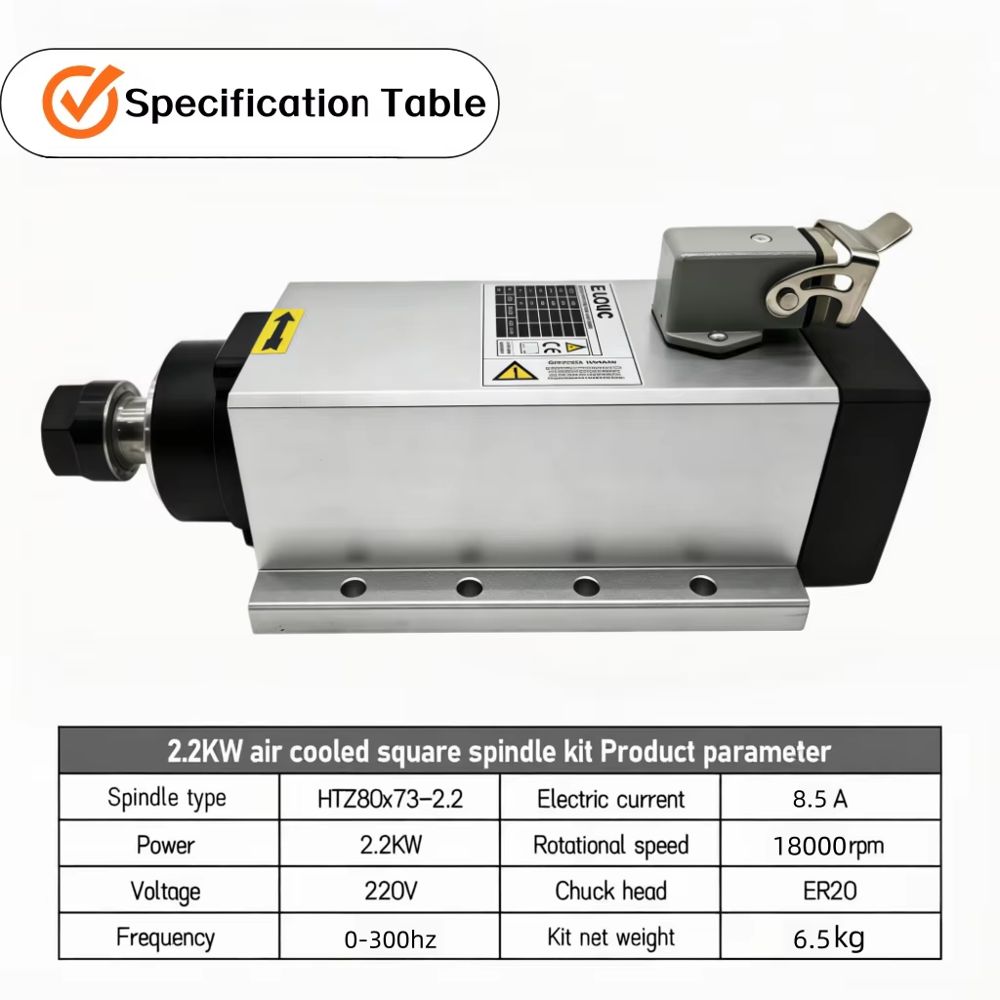 Specification Table
ELOUC
CE
2.2KW air cooled square spindle kit Product parameter
Spindle type HTZ80x73-2.2 Electric current 8.5 A
Power 2.2KW Rotational speed 18000rpm
Voltage 220V Chuck head ER20
Frequency 0-300hz Kit net weight 6.5kg